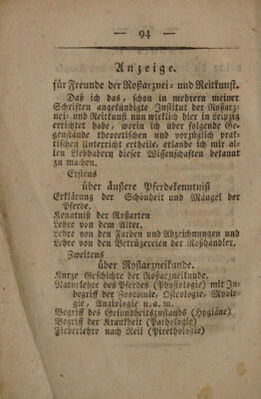 — 94 —
Anzeige.
für Freunde der Roßarznei- und Reitkunst.
Daß ich das, schon in mehrern meiner
Schriften angekündigte Institut der Roßarz-
nei- und Reitkunst nun wirklich hier in Leipzig
errichtet habe, worin ich über folgende Ge-
genstände theoretischen und vorzüglich prak-
tischen Unterricht ertheile, erlaube ich mir al-
len Liebhabern dieser Wissenschaften bekannt
zu machen.
Erstens
über äußere Pferdekenntniß
Erklärung der Schönheit und Mängel der
Pferde.
Kenntniß der Roßarten
Lehre von dem Alter.
Lehre von den Farben und Abzeichnungen und
Lehre von den Betrügereien der Roßhändler.
Zweitens
über Roßarzneikunde.
Kurze Geschichte der Roßarzneikunde.
Naturlehre des Pferdes (Physiologie) mit In-
begriff der Zootomie, Osteologie, Myolo-
gie, Angiologie u. a. m.
Begriff des Gesundheitszustands (Hygiäne)
Begriff der Krankheit (Pathologie)
Fieberlehre nach Reil (Pirethologie)